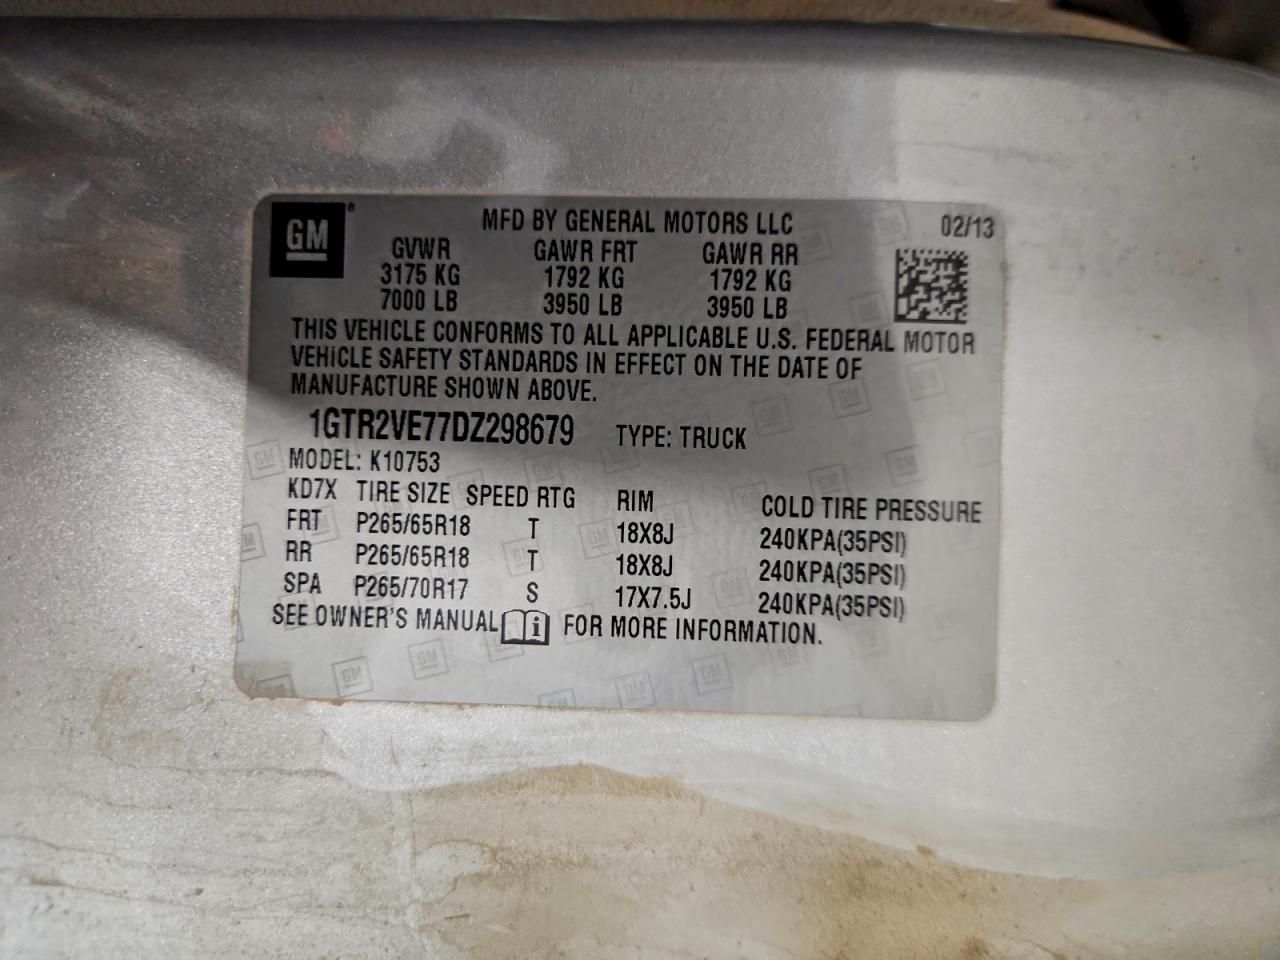 GM® MFD BY GENERAL MOTORS LLC 02/13
GVWR GAWR FRT GAWR RR
3175 KG 1792 KG 1792 KG
7000 LB 3950 LB 3950 LB
THIS VEHICLE CONFORMS TO ALL APPLICABLE U.S. FEDERAL MOTOR
VEHICLE SAFETY STANDARDS IN EFFECT ON THE DATE OF
MANUFACTURE SHOWN ABOVE.
1GTR2VE77DZ298679 TYPE: TRUCK
MODEL: K10753
KD7X TIRE SIZE SPEED RTG RIM COLD TIRE PRESSURE
FRT P265/65R18 T 18X8J 240KPA(35PSI)
RR P265/65R18 T 18X8J 240KPA(35PSI)
SPA P265/70R17 S 17X7.5J 240KPA(35PSI)
SEE OWNER'S MANUAL i FOR MORE INFORMATION.